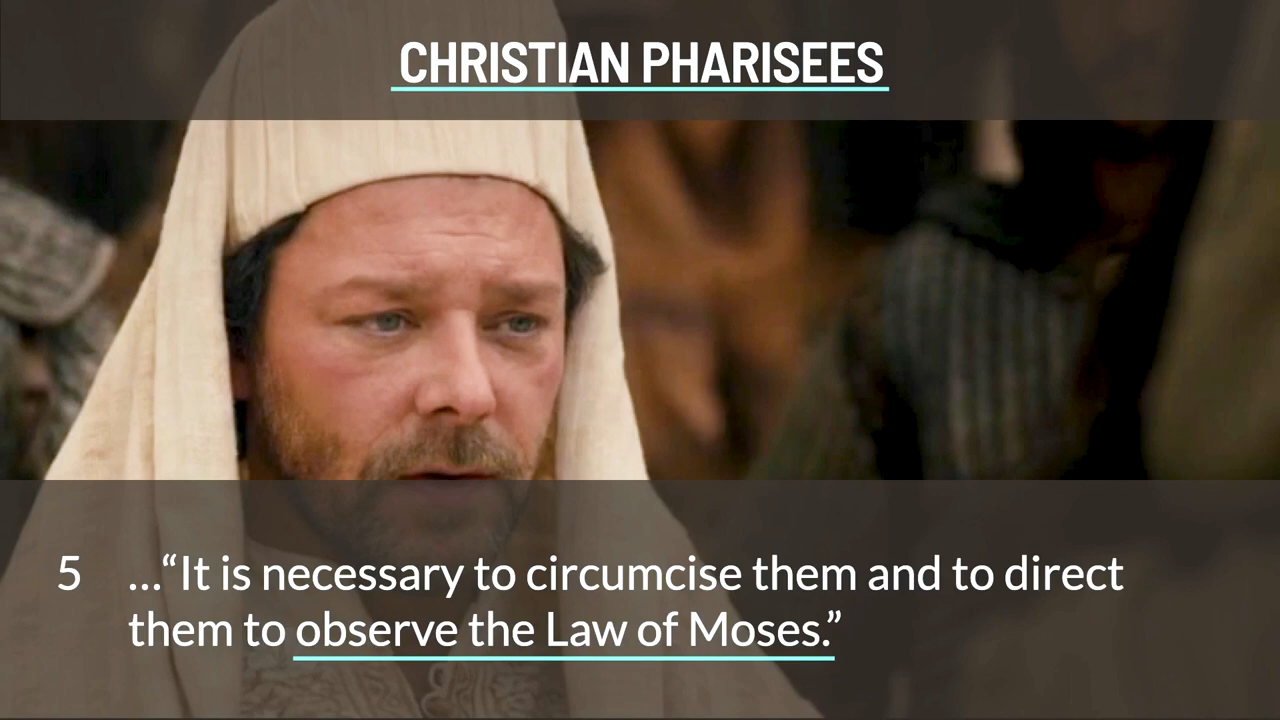 CHRISTIAN PHARISEES
5 …“It is necessary to circumcise them and to direct
them to observe the Law of Moses.”